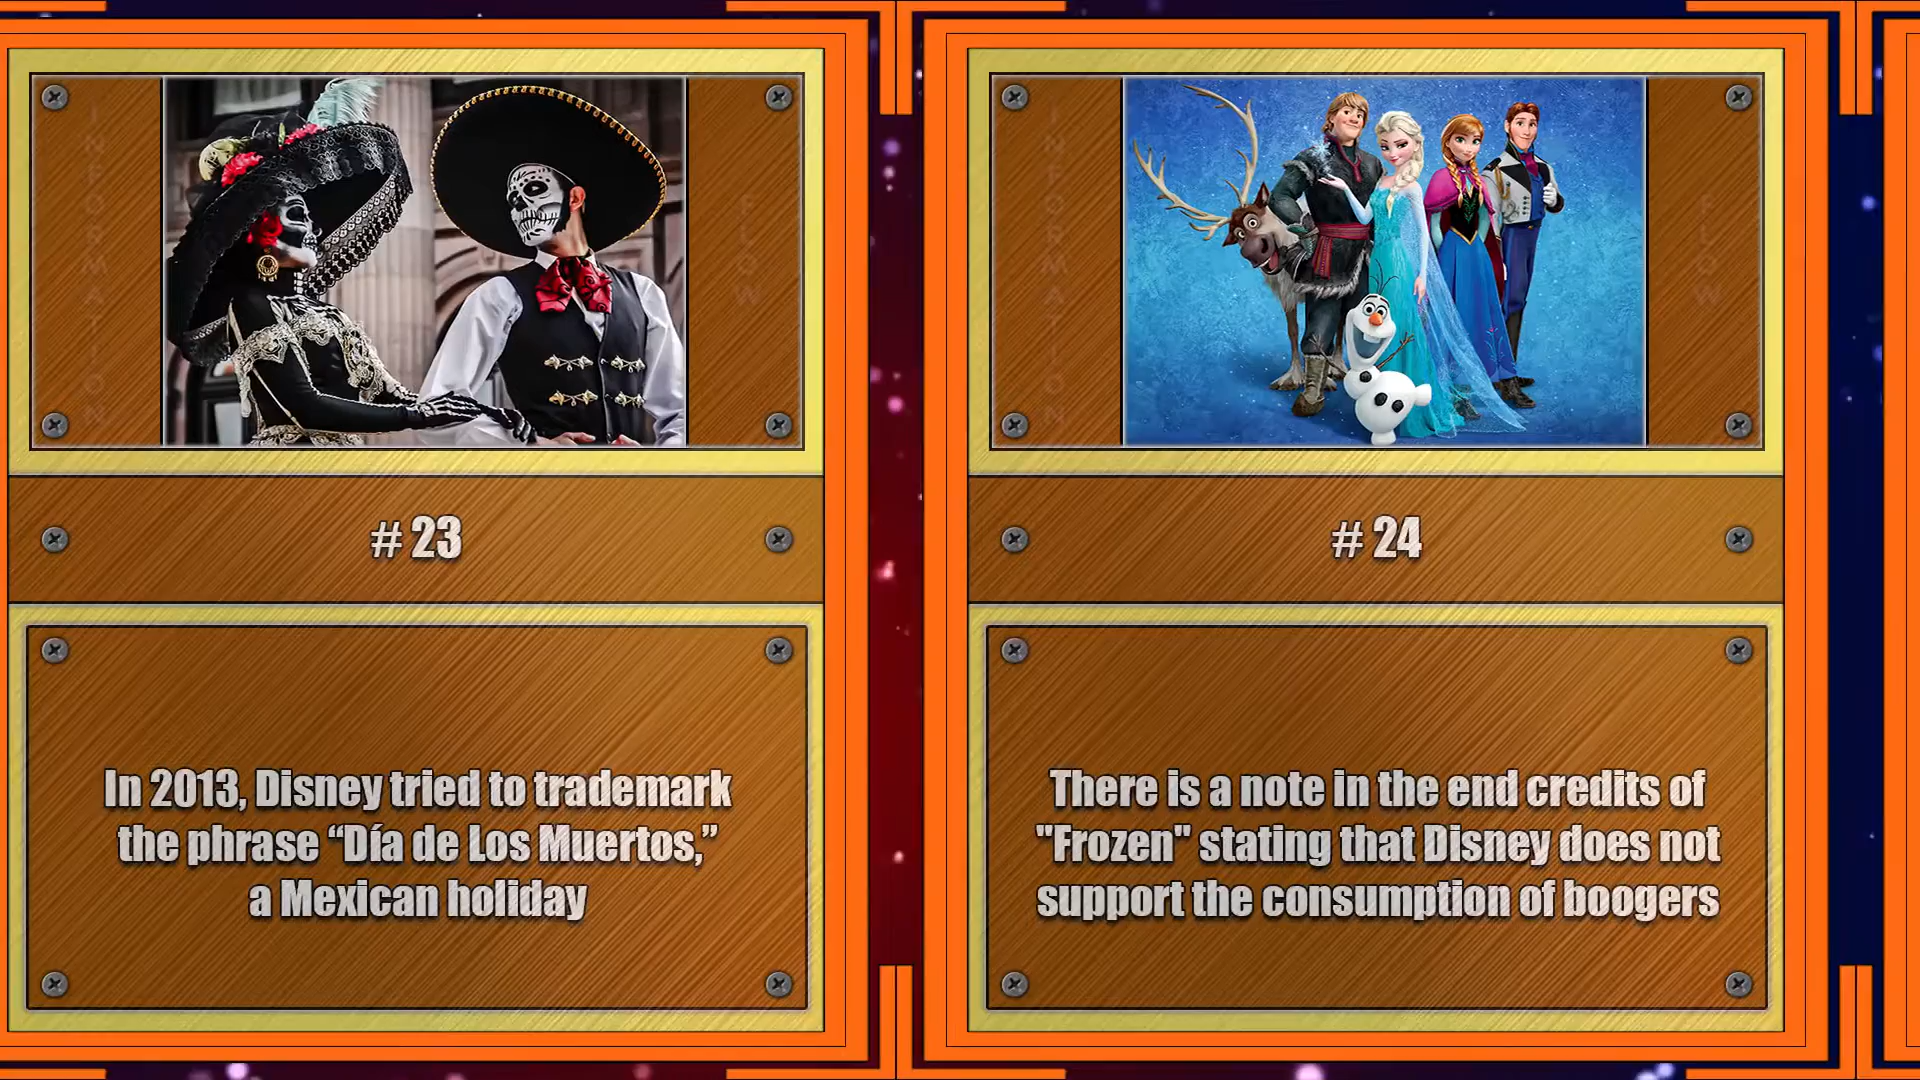 # 23
In 2013, Disney tried to trademark
the phrase “Día de Los Muertos,”
a Mexican holiday
# 24
There is a note in the end credits of
"Frozen" stating that Disney does not
support the consumption of boogers